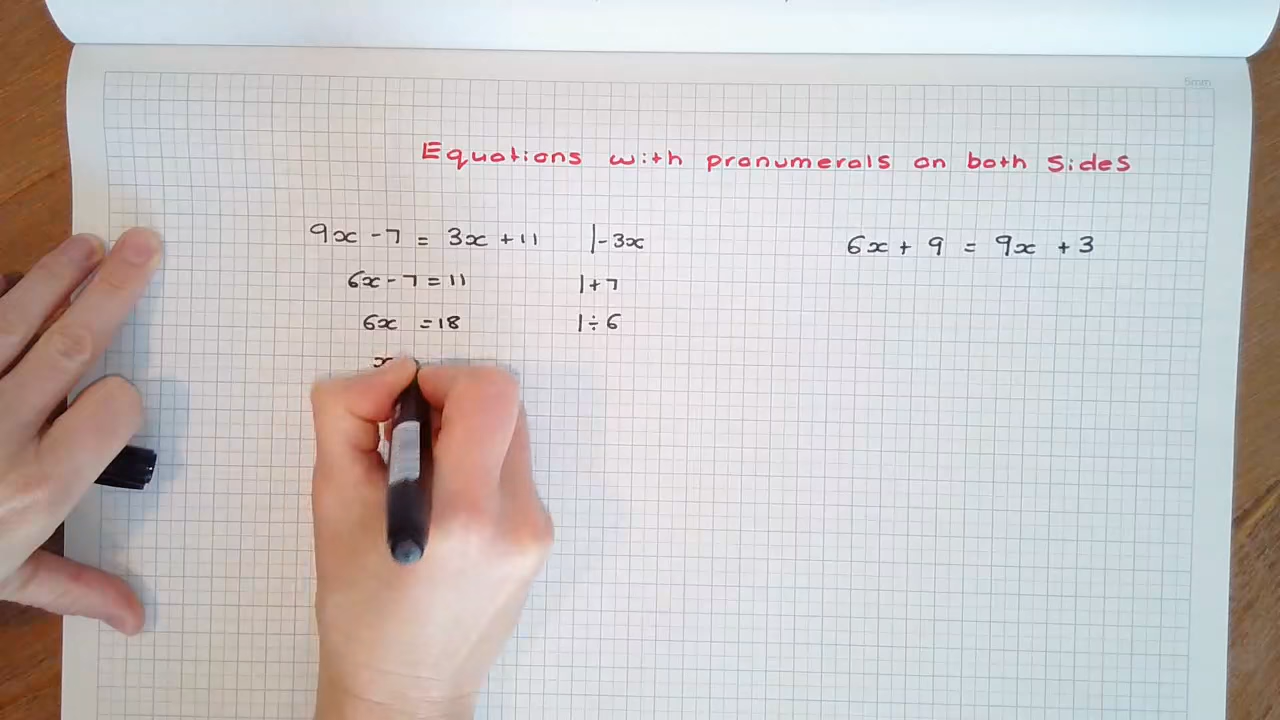 5mm
Equations with pronumerals on both sides
9x - 7 = 3x + 11 |- 3x
6x - 7 = 11 |+ 7
6x = 18 |÷ 6
x
6x + 9 = 9x + 3